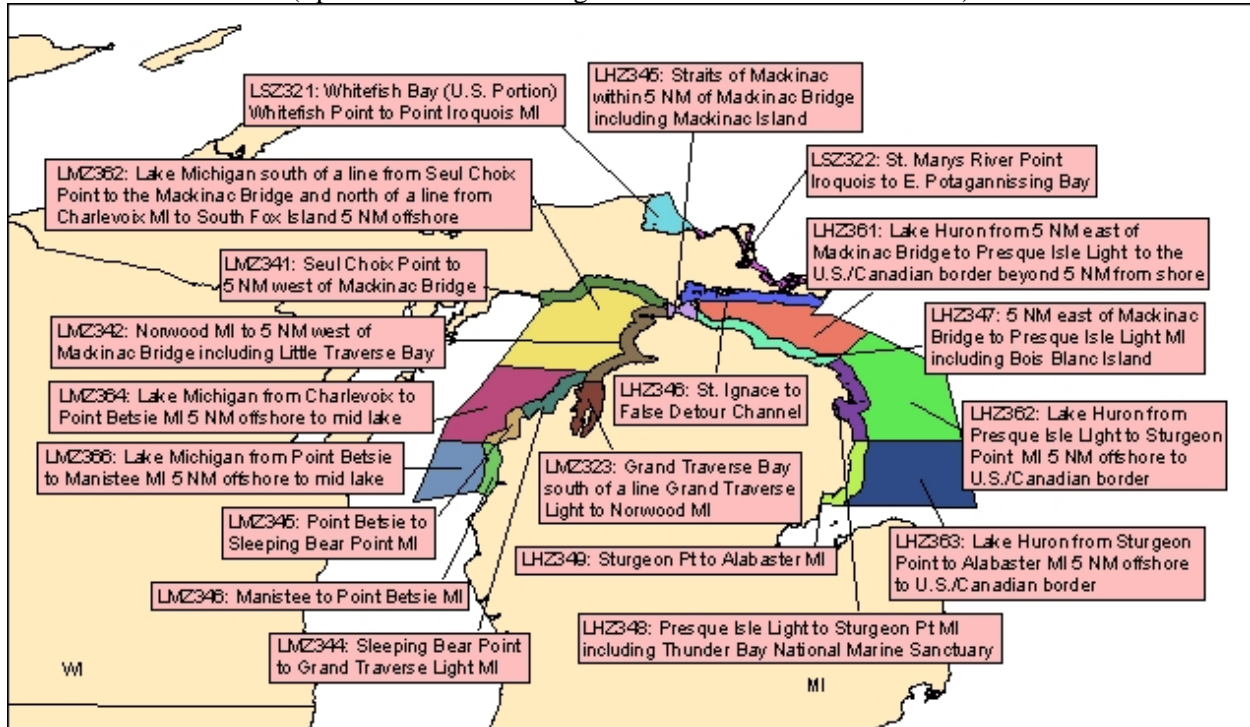 LSZ321: Whitefish Bay (U.S. Portion)
Whitefish Point to Point Iroquois MI
LHZ345: Straits of Mackinac
within 5 NM of Mackinac Bridge
including Mackinac Island
LMZ362: Lake Michigan south of a line from Seul Choix
Point to the Mackinac Bridge and north of a line from
Charlevoix MI to South Fox Island 5 NM offshore
LSZ322: St. Marys River Point
Iroquois to E. Potagannissing Bay
LHZ361: Lake Huron from 5 NM east of
Mackinac Bridge to Presque Isle Light to the
U.S./Canadian border beyond 5 NM from shore
LMZ341: Seul Choix Point to
5 NM west of Mackinac Bridge
LHZ347: 5 NM east of Mackinac
Bridge to Presque Isle Light MI
including Bois Blanc Island
LMZ342: Norwood MI to 5 NM west of
Mackinac Bridge including Little Traverse Bay
LHZ346: St. Ignace to
False Detour Channel
LMZ364: Lake Michigan from Charlevoix to
Point Betsie MI 5 NM offshore to mid lake
LHZ362: Lake Huron from
Presque Isle LIght to Sturgeon
Point MI 5 NM offshore to
U.S./Canadian border
LMZ366: Lake Michigan from Point Betsie
to Manistee MI 5 NM offshore to mid lake
LMZ323: Grand Traverse Bay
south of a line Grand Traverse
Light to Norwood MI
LMZ345: Point Betsie to
Sleeping Bear Point MI
LHZ349: Sturgeon Pt to Alabaster MI
LHZ363: Lake Huron from Sturgeon
Point to Alabaster MI 5 NM offshore
to U.S./Canadian border
LMZ346: Manistee to Point Betsie MI
LHZ348: Presque Isle Light to Sturgeon Pt MI
including Thunder Bay National Marine Sanctuary
LMZ344: Sleeping Bear Point
to Grand Traverse Light MI
WI
MI